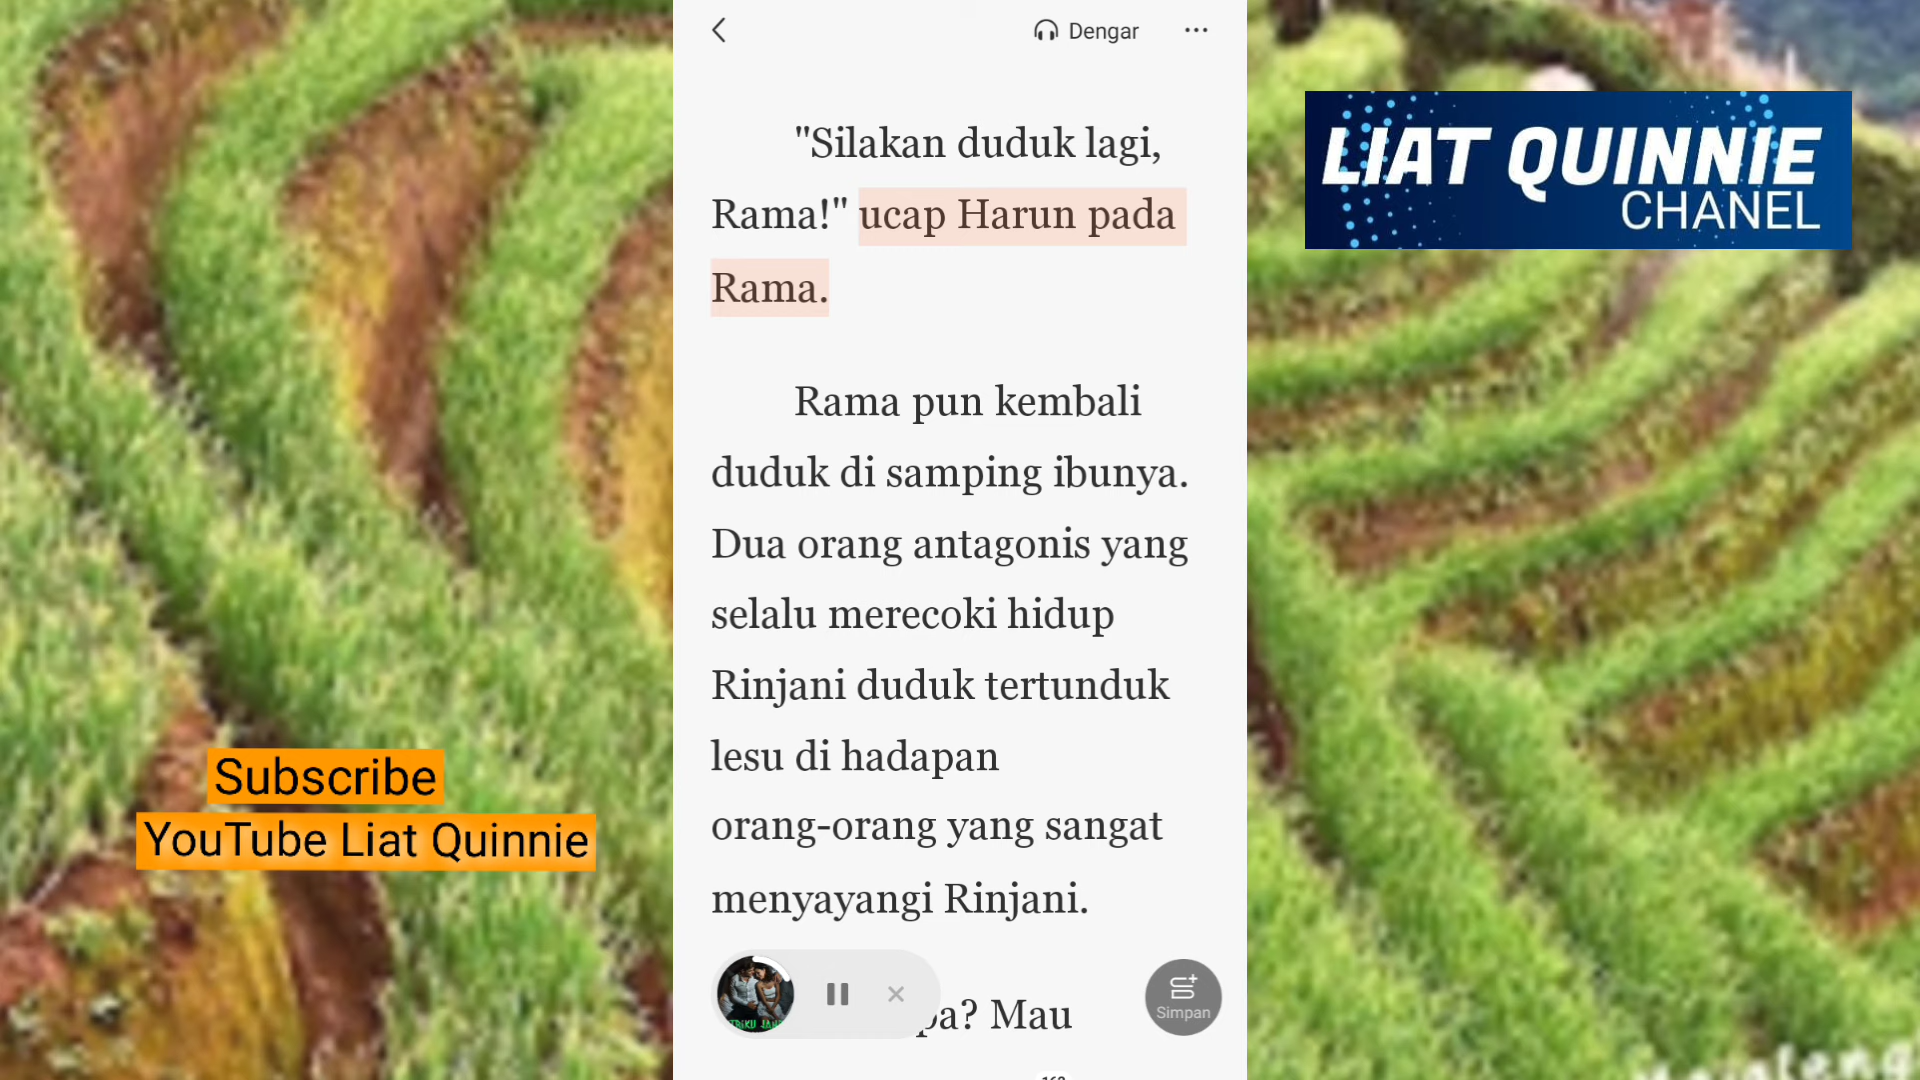 Dengar
"Silakan duduk lagi,
Rama!" ucap Harun pada
Rama.
Rama pun kembali
duduk di samping ibunya.
Dua orang antagonis yang
selalu merecoki hidup
Rinjani duduk tertunduk
lesu di hadapan
orang-orang yang sangat
menyayangi Rinjani.
pa? Mau
Simpan
LIAT QUINNIE
CHANEL
Subscribe
YouTube Liat Quinnie